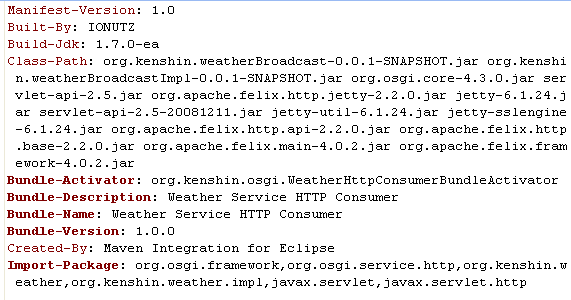 Manifest-Version: 1.0
Built-By: IONUTZ
Build-Jdk: 1.7.0-ea
Class-Path: org.kenshin.weatherBroadcast-0.0.1-SNAPSHOT.jar org.kenshi
n.weatherBroadcastImpl-0.0.1-SNAPSHOT.jar org.osgi.core-4.3.0.jar ser
vlet-api-2.5.jar org.apache.felix.http.jetty-2.2.0.jar jetty-6.1.24.j
ar servlet-api-2.5-20081211.jar jetty-util-6.1.24.jar jetty-sslengine
-6.1.24.jar org.apache.felix.http.api-2.2.0.jar org.apache.felix.http
.base-2.2.0.jar org.apache.felix.main-4.0.2.jar org.apache.felix.fram
ework-4.0.2.jar
Bundle-Activator: org.kenshin.osgi.WeatherHttpConsumerBundleActivator
Bundle-Description: Weather Service HTTP Consumer
Bundle-Name: Weather Service HTTP Consumer
Bundle-Version: 1.0.0
Created-By: Maven Integration for Eclipse
Import-Package: org.osgi.framework,org.osgi.service.http,org.kenshin.w
eather,org.kenshin.weather.impl,javax.servlet,javax.servlet.http